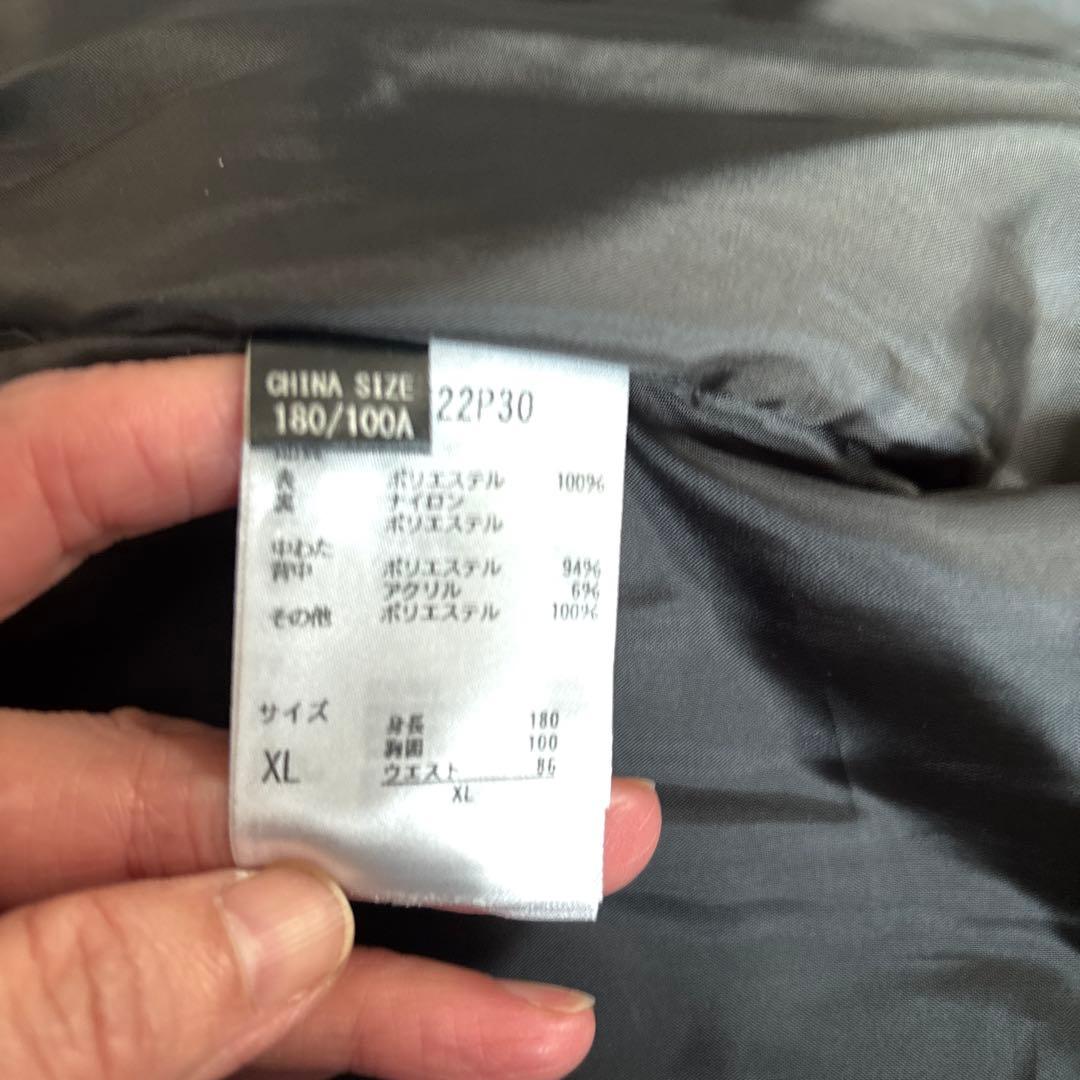 CHINA SIZE
180/100A
22P30
表 ポリエステル 100%
裏 ナイロン
ポリエステル
中わた
背中 ポリエステル 94%
アクリル 6%
その他 ポリエステル 100%
サイズ
身長 180
胸囲 100
XL
ウエスト 86
XL